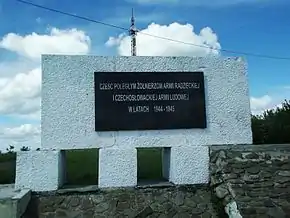 CZEŚĆ POLEGŁYM ŻOŁNIERZOM ARMII RADZIECKIEJ
I CZECHOSŁOWACKIEJ ARMII LUDOWEJ
W LATACH 1944 - 1945